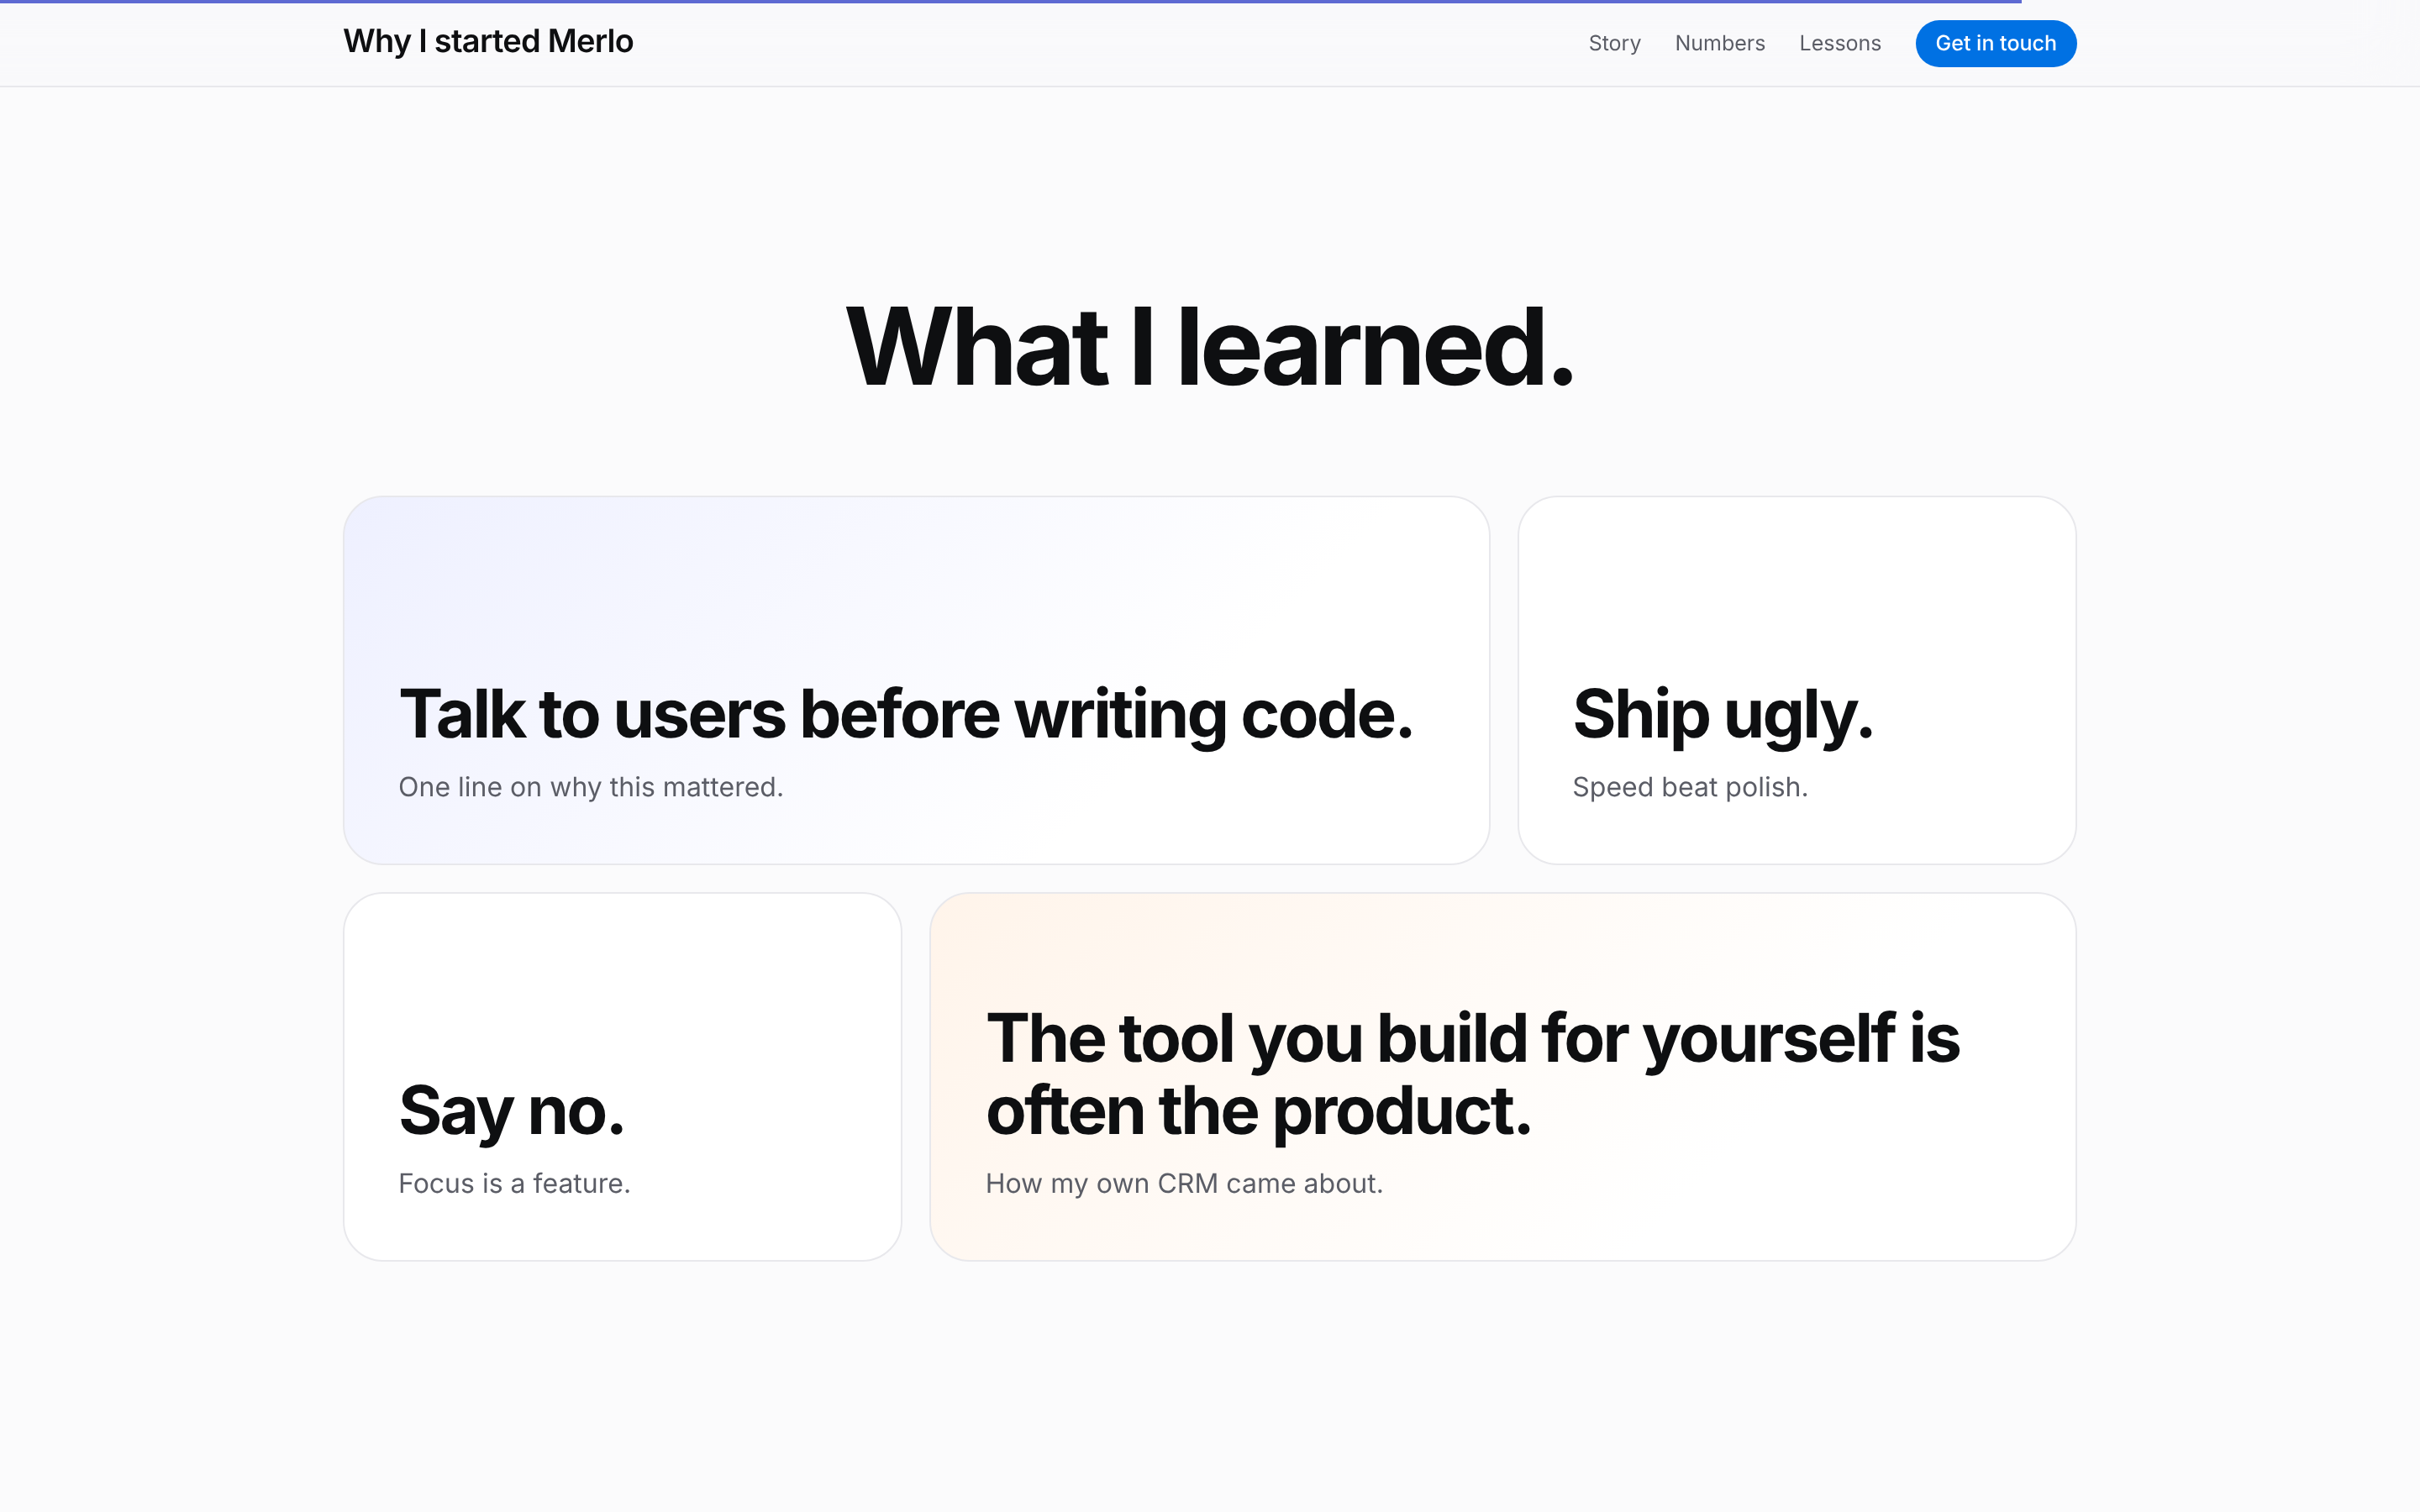 Why I started Merlo
Story
Numbers
Lessons
Get in touch
What I learned.
Talk to users before writing code.
One line on why this mattered.
Ship ugly.
Speed beat polish.
Say no.
Focus is a feature.
The tool you build for yourself is
often the product.
How my own CRM came about.